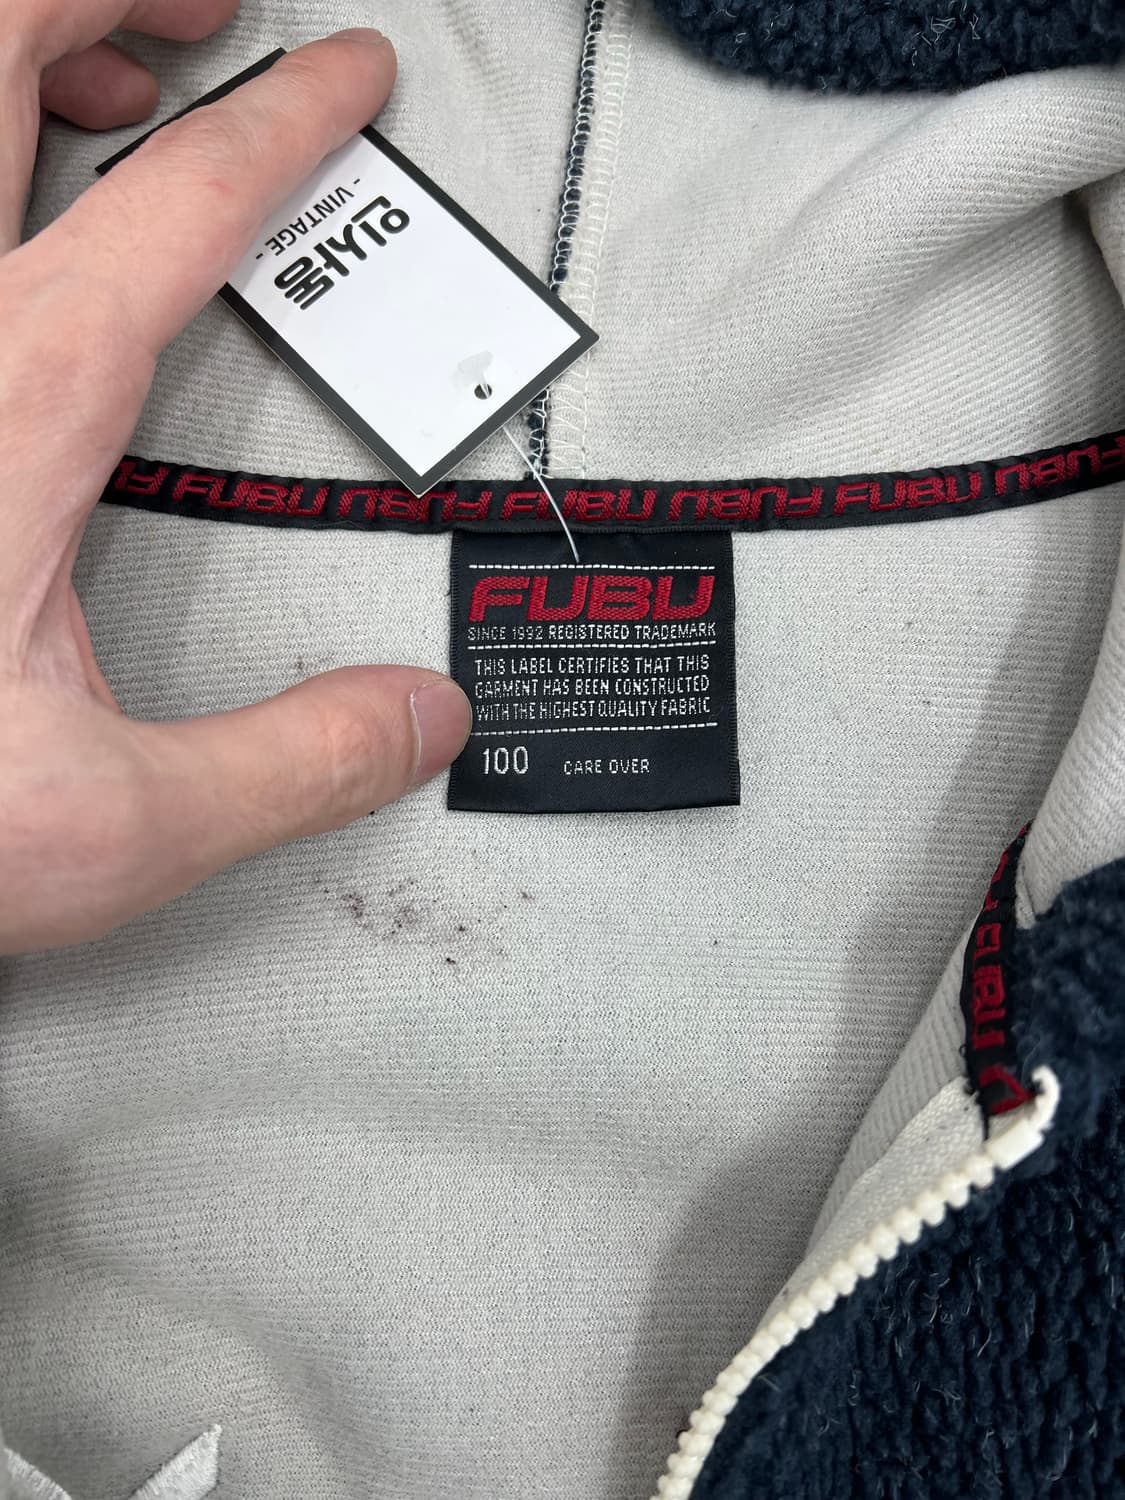 인사동
- VINTAGE -
FUBU FUBU FUBU FUBU FUBU
FUBU
SINCE 1992 REGISTERED TRADEMARK
THIS LABEL CERTIFIES THAT THIS
GARMENT HAS BEEN CONSTRUCTED
WITH THE HIGHEST QUALITY FABRIC
100 CARE OVER
FUBU